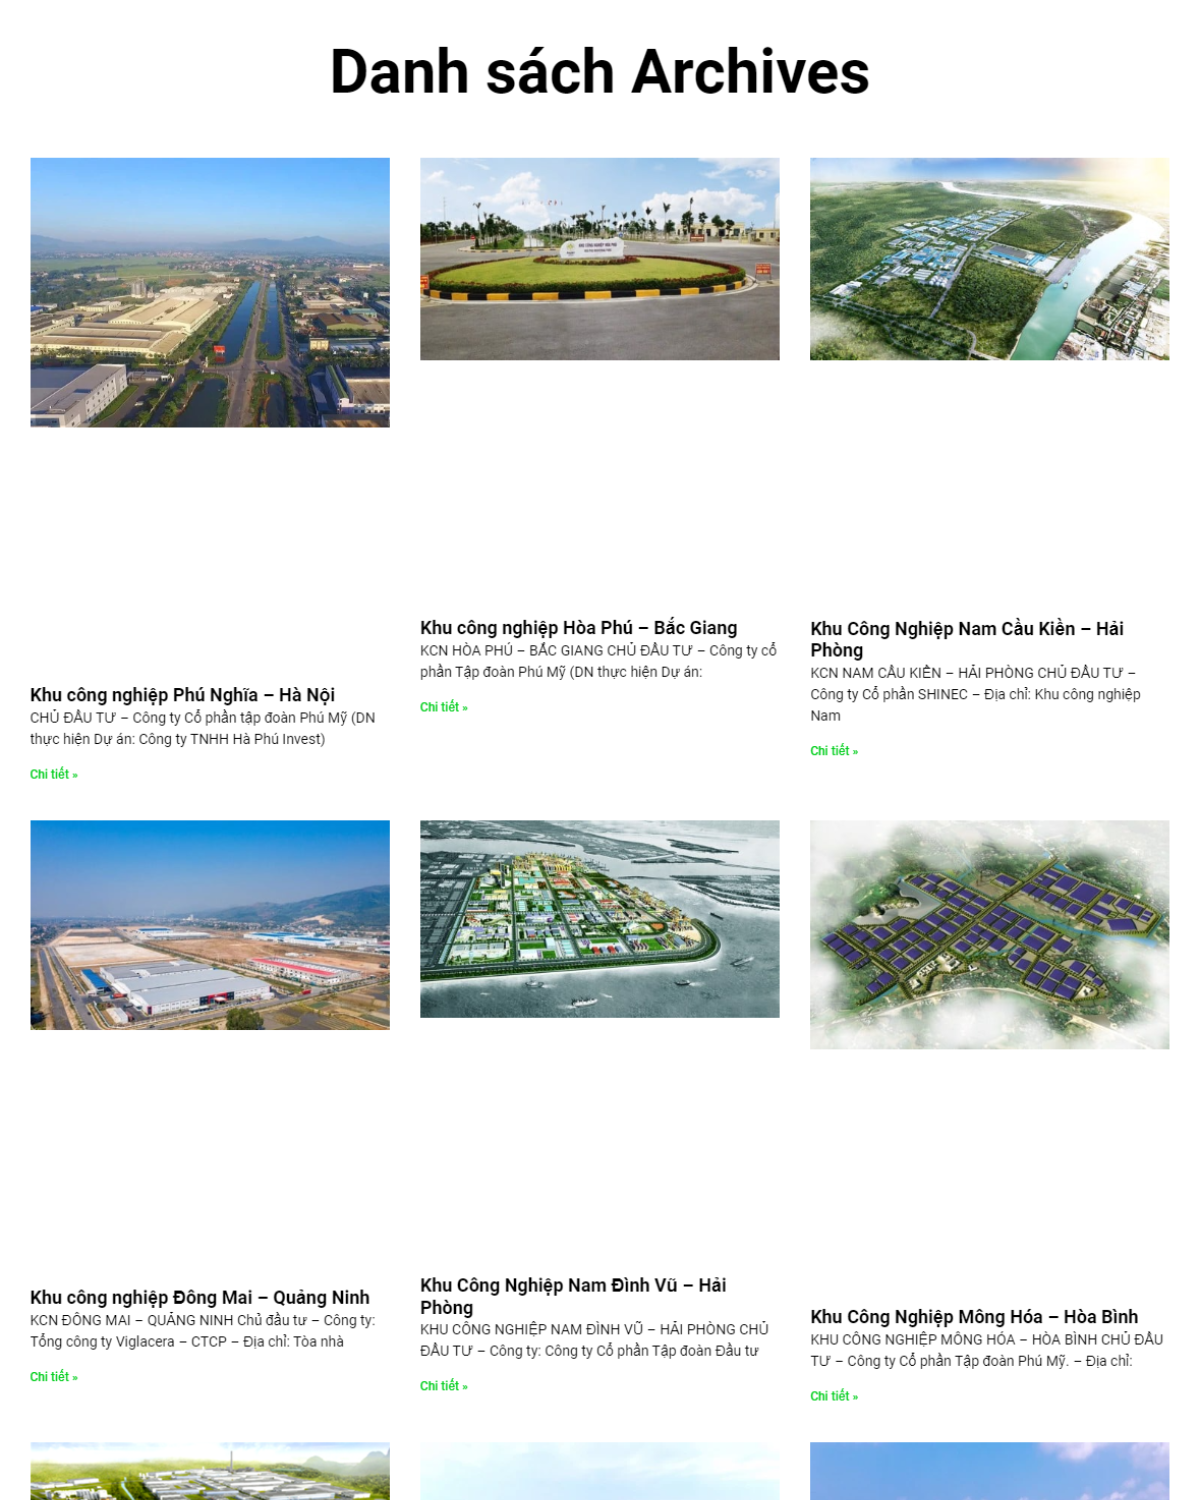 Danh sách Archives
KHU CÔNG NGHIỆP HÒA PHÚ
Khu công nghiệp Phú Nghĩa – Hà Nội
CHỦ ĐẦU TƯ – Công ty Cổ phần tập đoàn Phú Mỹ (DN
thực hiện Dự án: Công ty TNHH Hà Phú Invest)
Chi tiết »
Khu công nghiệp Hòa Phú – Bắc Giang
KCN HÒA PHÚ – BẮC GIANG CHỦ ĐẦU TƯ – Công ty cổ
phần Tập đoàn Phú Mỹ (DN thực hiện Dự án:
Chi tiết »
Khu Công Nghiệp Nam Cầu Kiền – Hải
Phòng
KCN NAM CẦU KIỀN – HẢI PHÒNG CHỦ ĐẦU TƯ –
Công ty Cổ phần SHINEC – Địa chỉ: Khu công nghiệp
Nam
Chi tiết »
Khu công nghiệp Đông Mai – Quảng Ninh
KCN ĐÔNG MAI – QUẢNG NINH Chủ đầu tư – Công ty:
Tổng công ty Viglacera – CTCP – Địa chỉ: Tòa nhà
Chi tiết »
Khu Công Nghiệp Nam Đình Vũ – Hải
Phòng
KHU CÔNG NGHIỆP NAM ĐÌNH VŨ – HẢI PHÒNG CHỦ
ĐẦU TƯ – Công ty: Công ty Cổ phần Tập đoàn Đầu tư
Chi tiết »
Khu Công Nghiệp Mông Hóa – Hòa Bình
KHU CÔNG NGHIỆP MÔNG HÓA – HÒA BÌNH CHỦ ĐẦU
TƯ – Công ty Cổ phần Tập đoàn Phú Mỹ. – Địa chỉ:
Chi tiết »